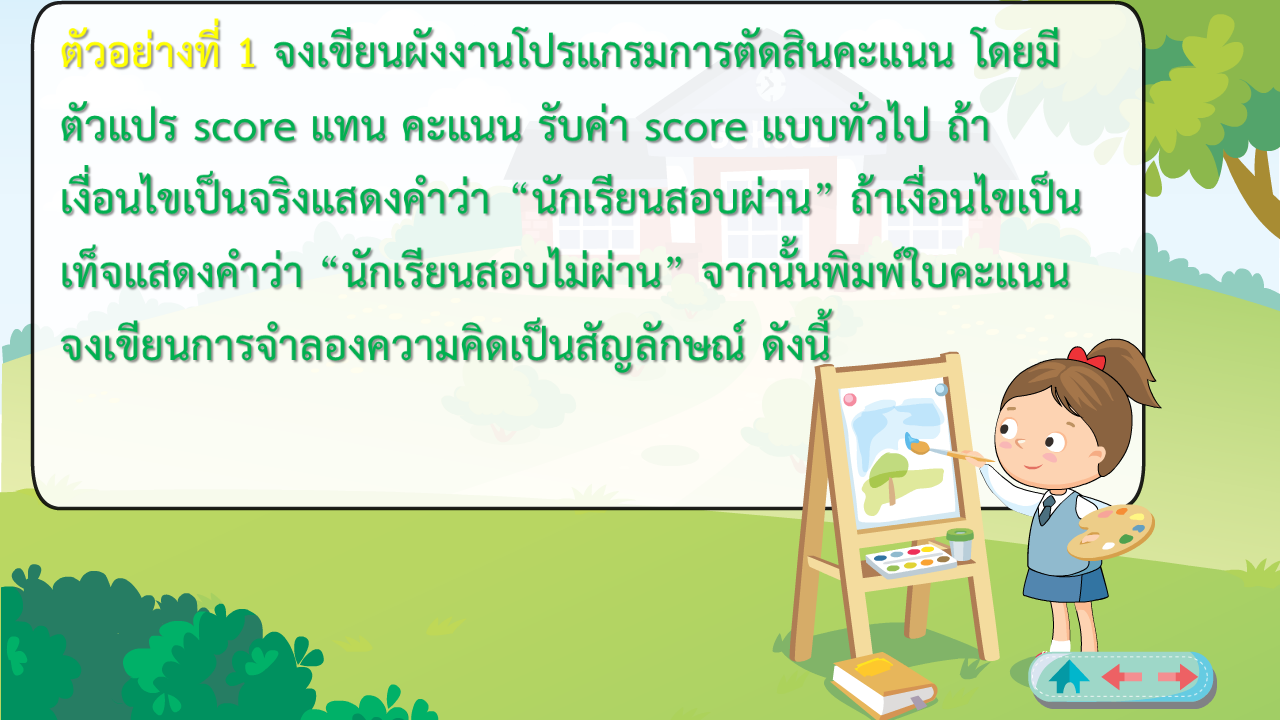 ตัวอย่างที่ 1 จงเขียนผังงานโปรแกรมการตัดสินคะแนน โดยมี
ตัวแปร score แทน คะแนน รับค่า score แบบทั่วไป ถ้า
เงื่อนไขเป็นจริงแสดงคำว่า “นักเรียนสอบผ่าน” ถ้าเงื่อนไขเป็น
เท็จแสดงคำว่า “นักเรียนสอบไม่ผ่าน” จากนั้นพิมพ์ใบคะแนน
จงเขียนการจำลองความคิดเป็นสัญลักษณ์ ดังนี้